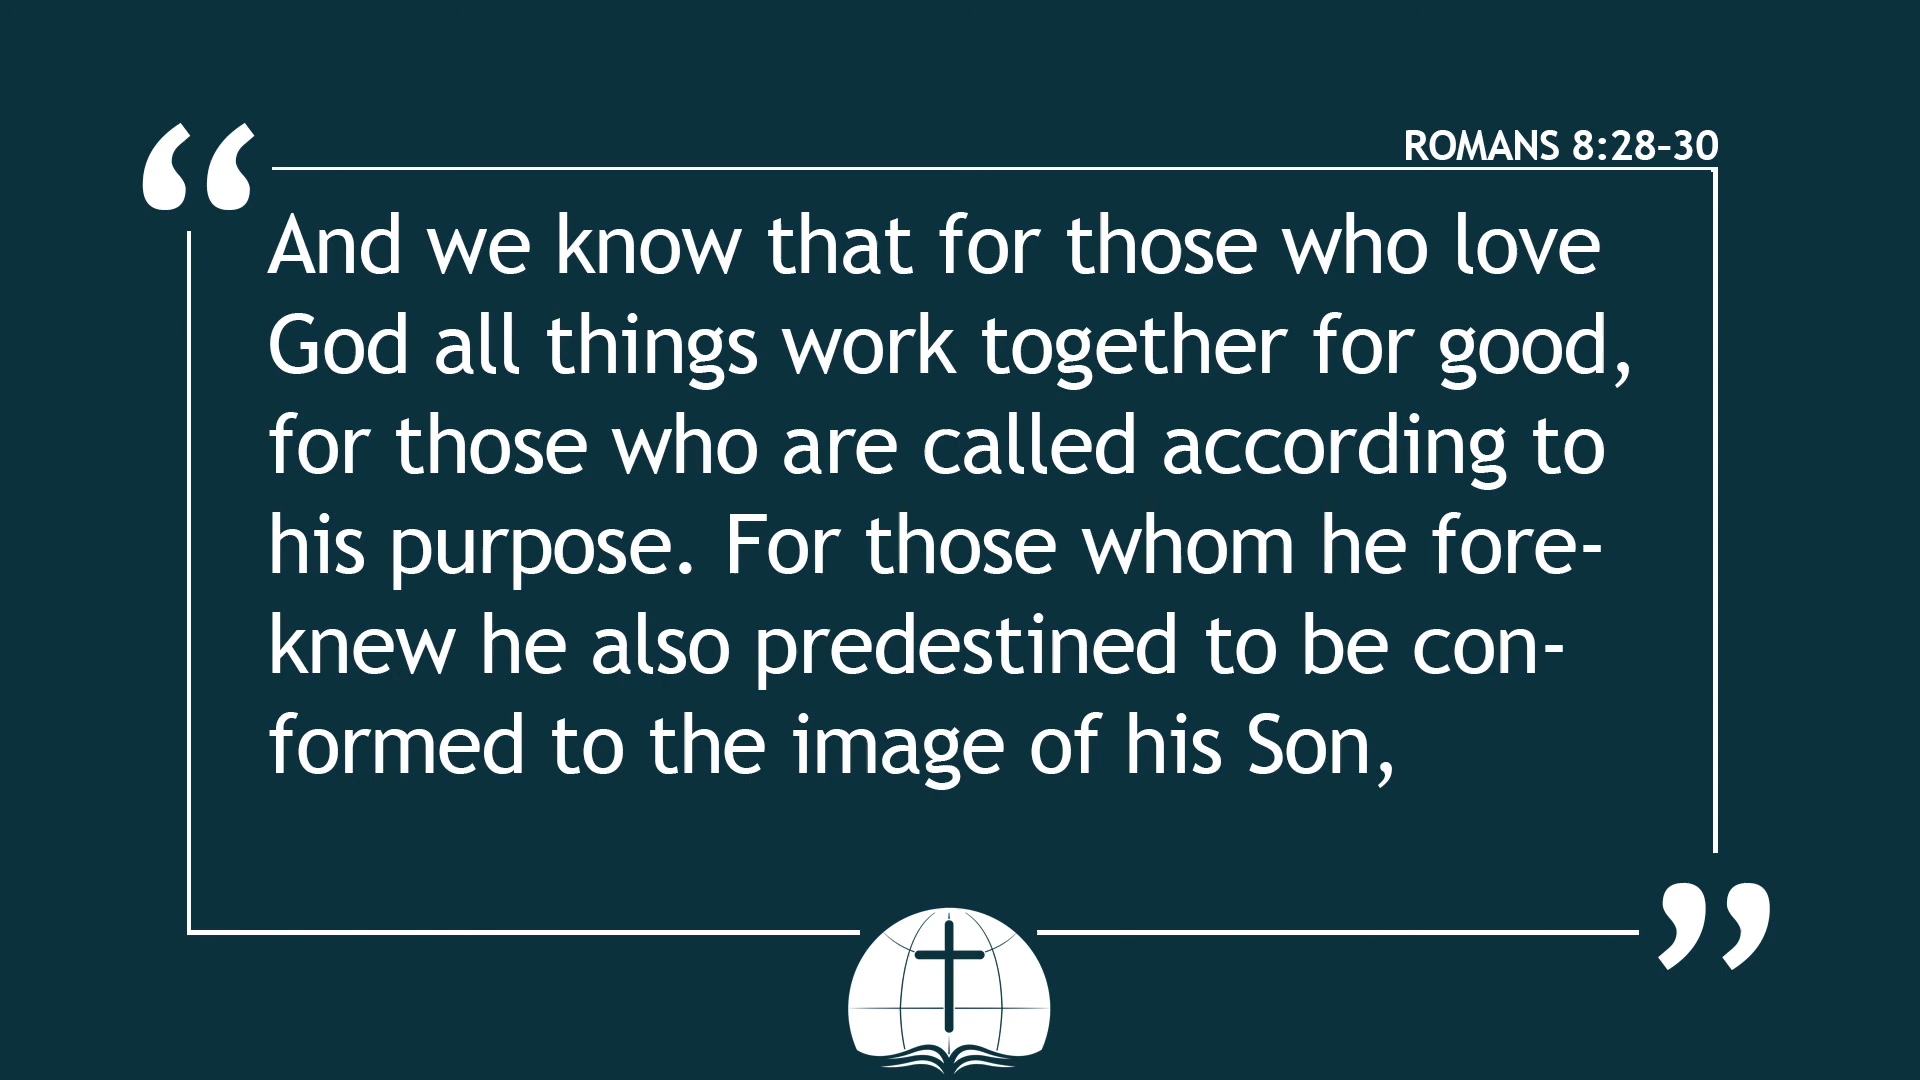 ROMANS 8:28-30
“
And we know that for those who love
God all things work together for good,
for those who are called according to
his purpose. For those whom he fore-
knew he also predestined to be con-
formed to the image of his Son,
”